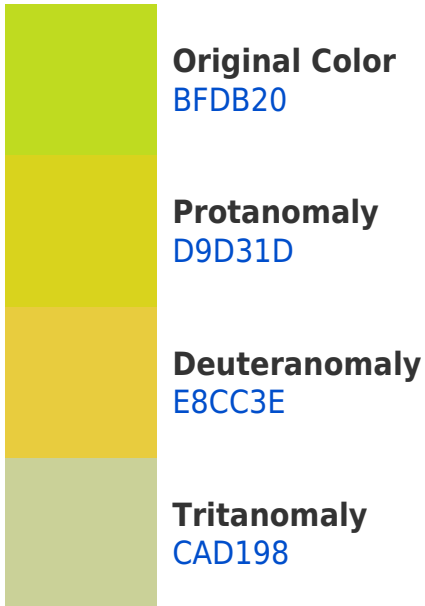 Original Color
BFDB20
Protanomaly
D9D31D
Deuteranomaly
E8CC3E
Tritanomaly
CAD198